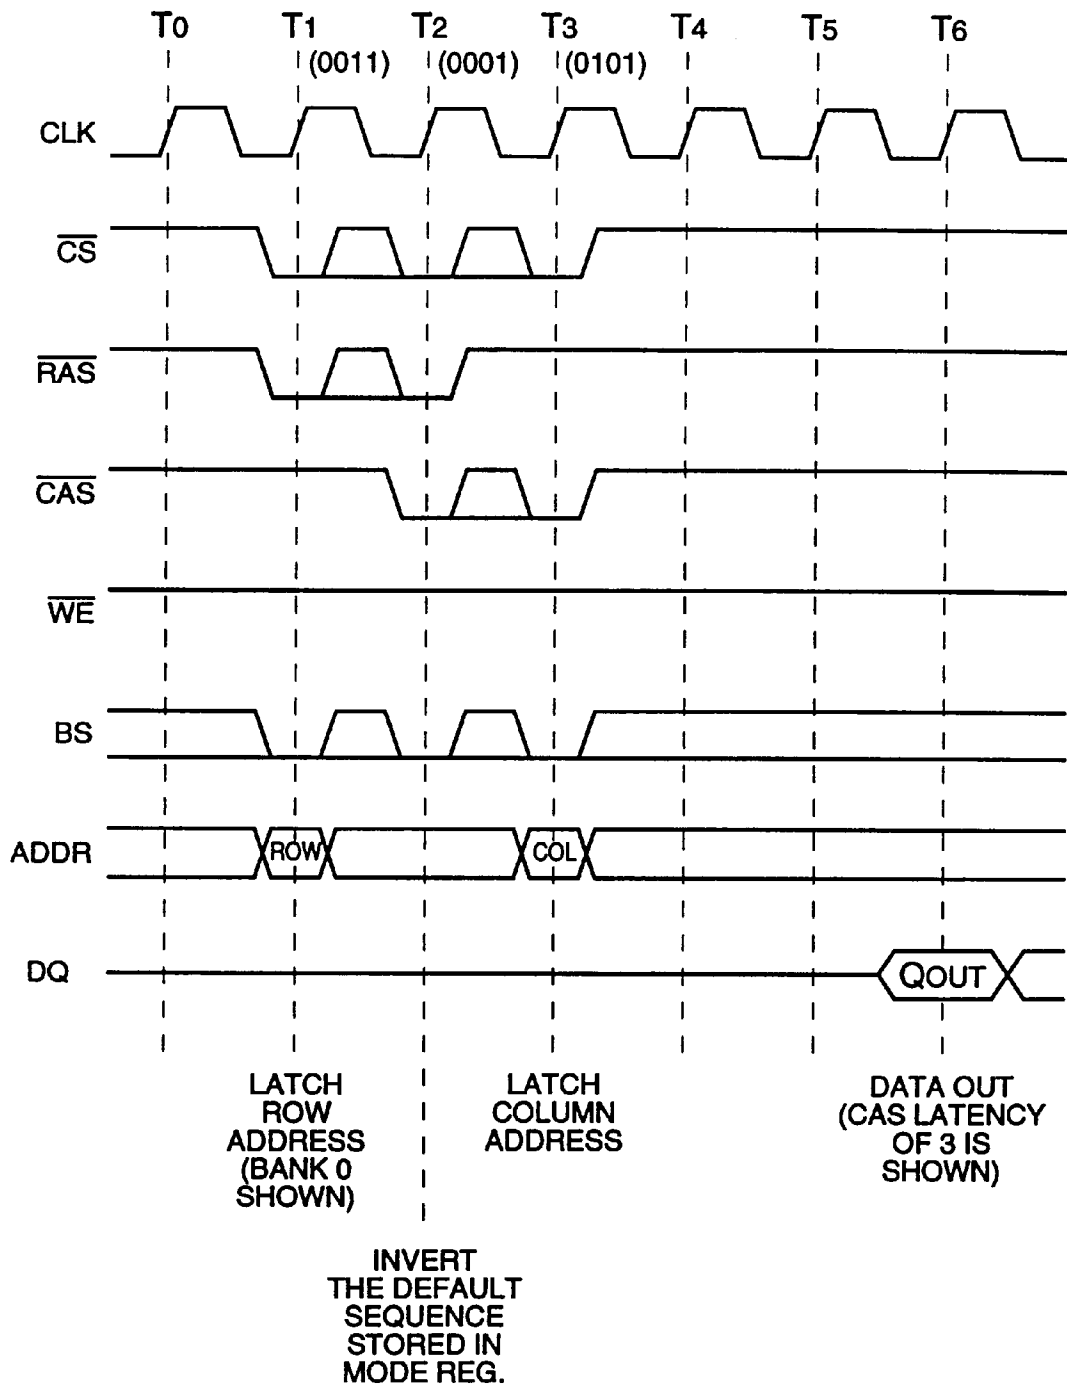 T0 T1 T2 T3 T4 T5 T6
(0011) (0001) (0101)
CLK
CS
RAS
CAS
WE
BS
ADDR ROW COL
DQ QOUT
LATCH
ROW
ADDRESS
(BANK 0
SHOWN)
LATCH
COLUMN
ADDRESS
DATA OUT
(CAS LATENCY
OF 3 IS
SHOWN)
INVERT
THE DEFAULT
SEQUENCE
STORED IN
MODE REG.